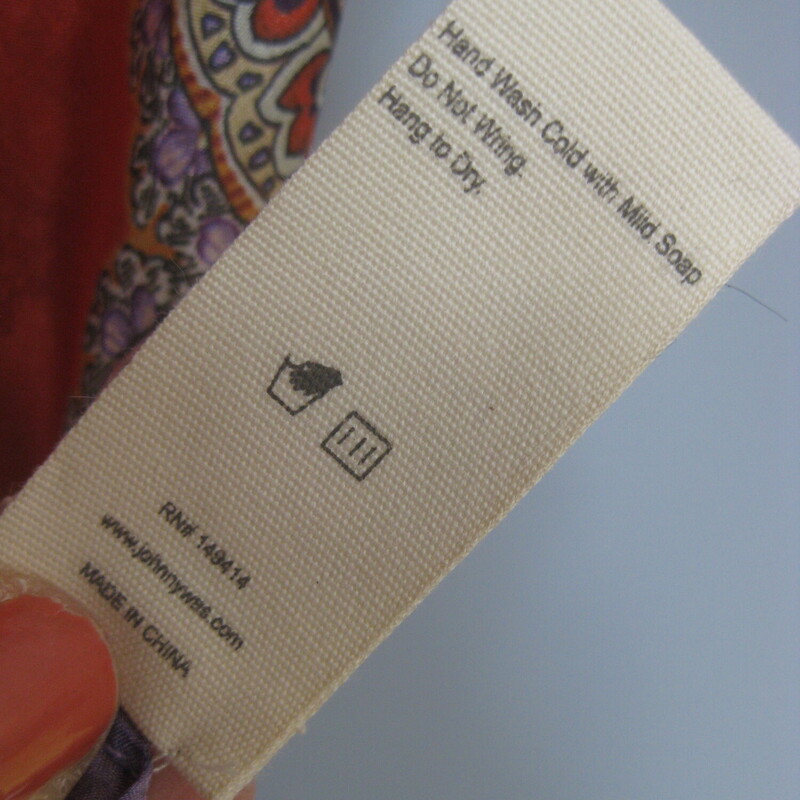 Hand Wash Cold with Mild Soap
Do Not Wring.
Hang to Dry.
RN# 149414
www.johnnywas.com
MADE IN CHINA